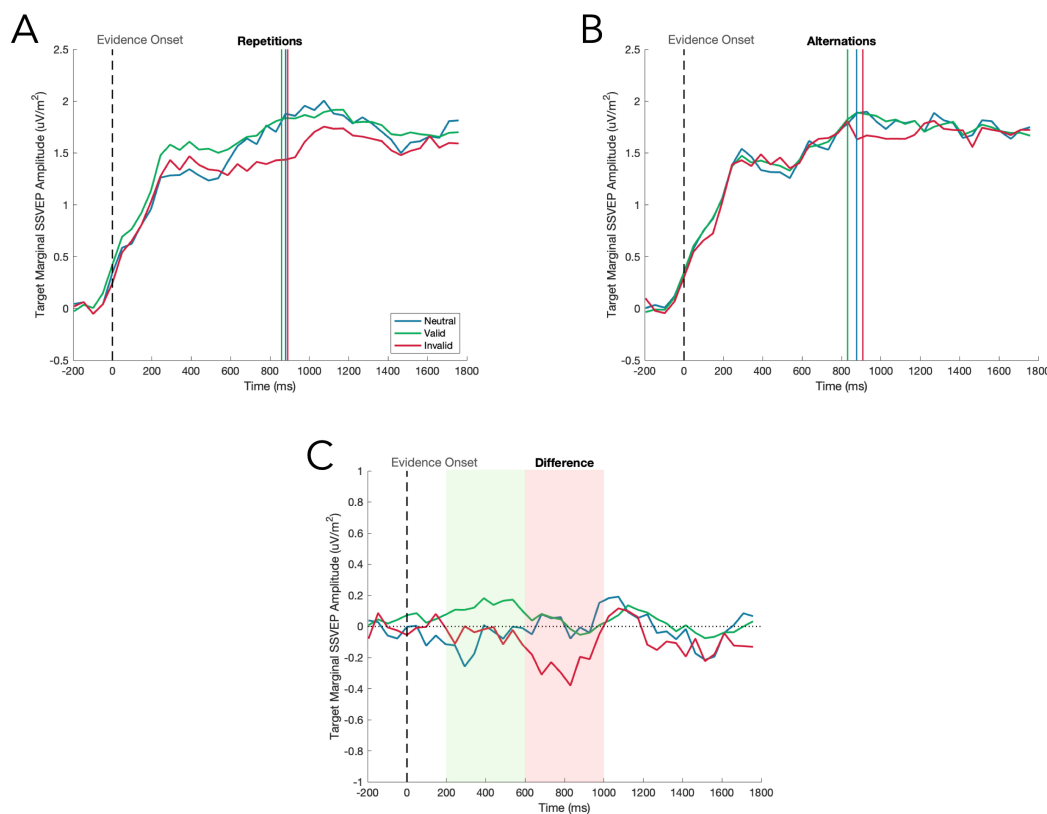 A
Evidence Onset
Repetitions
2.5
2
1.5
1
0.5
0
-0.5
Target Marginal SSVEP Amplitude (uV/m²)
Neutral
Valid
Invalid
-200 0 200 400 600 800 1000 1200 1400 1600 1800
Time (ms)
B
Evidence Onset
Alternations
2.5
2
1.5
1
0.5
0
-0.5
Target Marginal SSVEP Amplitude (uV/m²)
-200 0 200 400 600 800 1000 1200 1400 1600 1800
Time (ms)
C
Evidence Onset
Difference
1
0.8
0.6
0.4
0.2
0
-0.2
-0.4
-0.6
-0.8
-1
Target Marginal SSVEP Amplitude (uV/m²)
-200 0 200 400 600 800 1000 1200 1400 1600 1800
Time (ms)